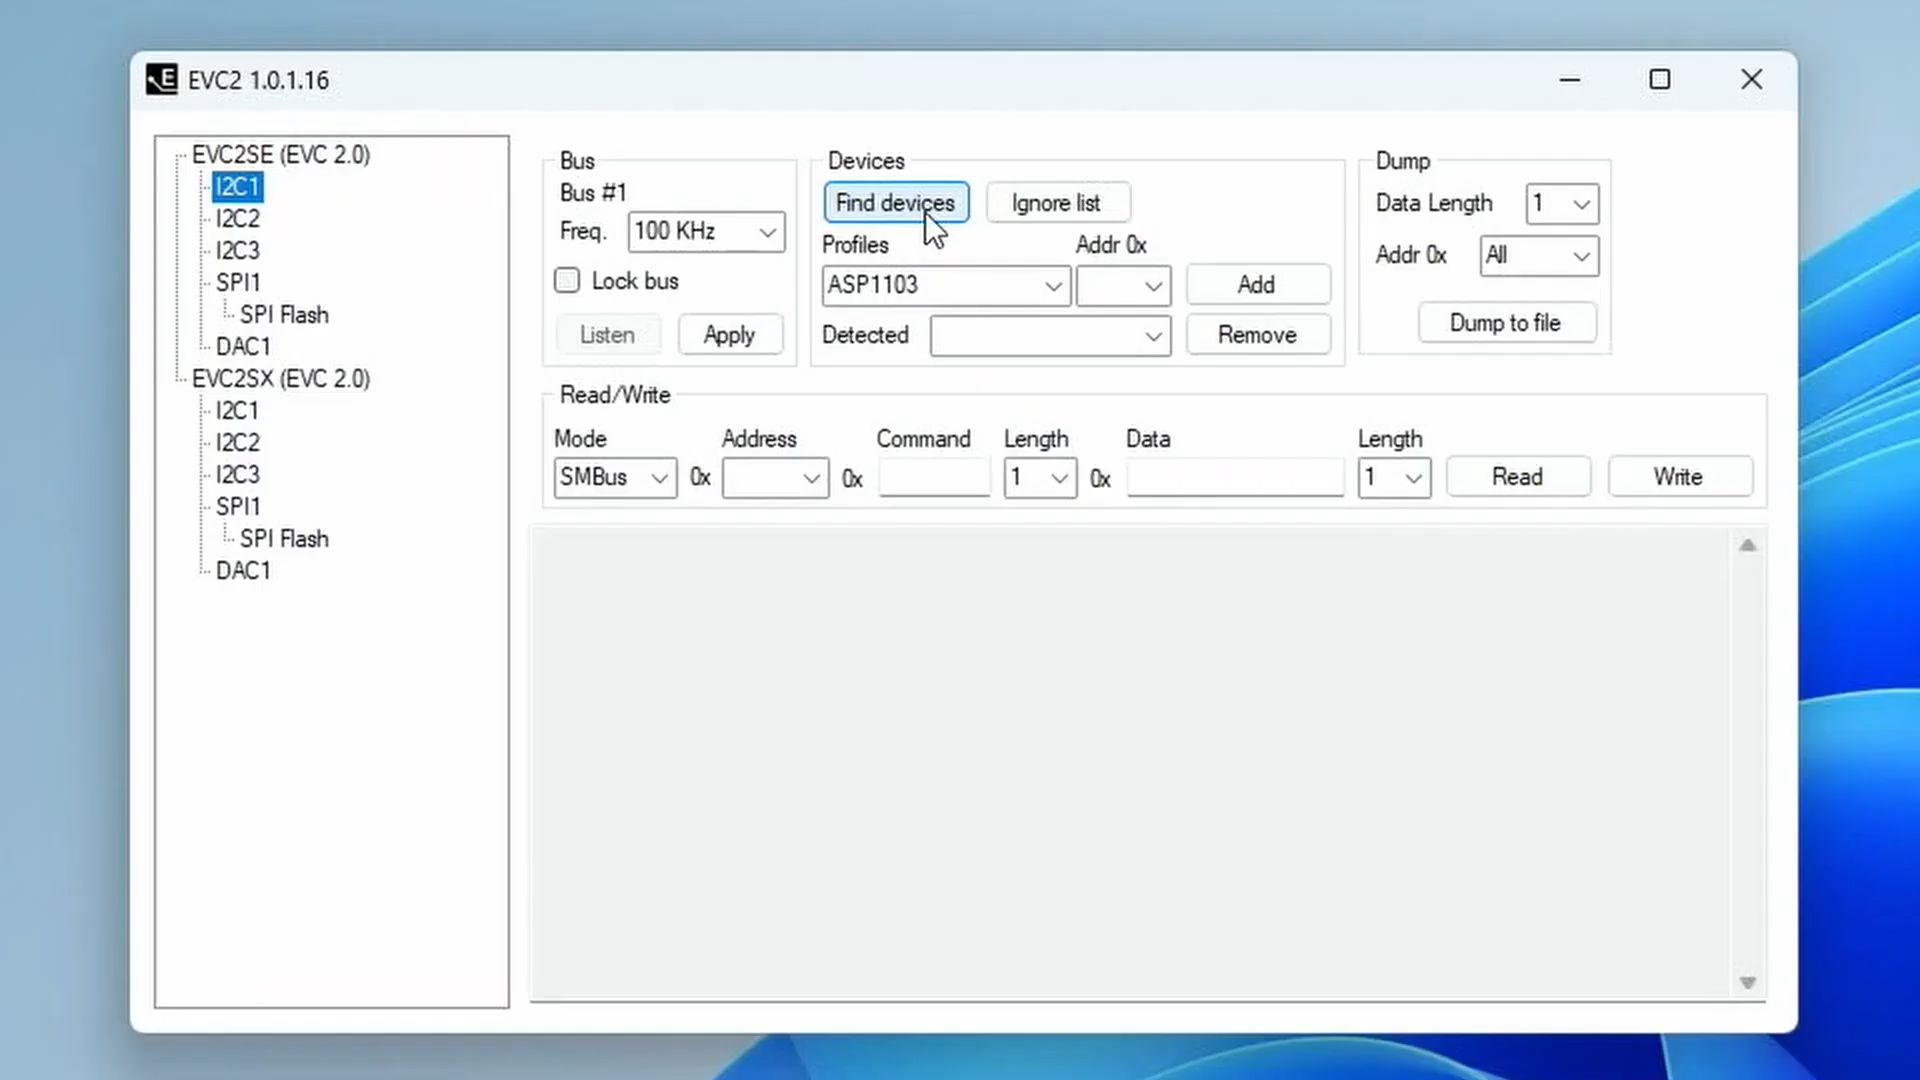 EVC2 1.0.1.16
EVC2SE (EVC 2.0)
I2C1
I2C2
I2C3
SPI1
SPI Flash
DAC1
EVC2SX (EVC 2.0)
I2C1
I2C2
I2C3
SPI1
SPI Flash
DAC1
Bus
Bus #1
Freq. 100 KHz
Lock bus
Listen Apply
Devices
Find devices Ignore list
Profiles Addr 0x
ASP1103 Add
Detected Remove
Dump
Data Length 1
Addr 0x All
Dump to file
Read/Write
Mode Address Command Length Data Length
SMBus 0x 0x 1 0x 1 Read Write